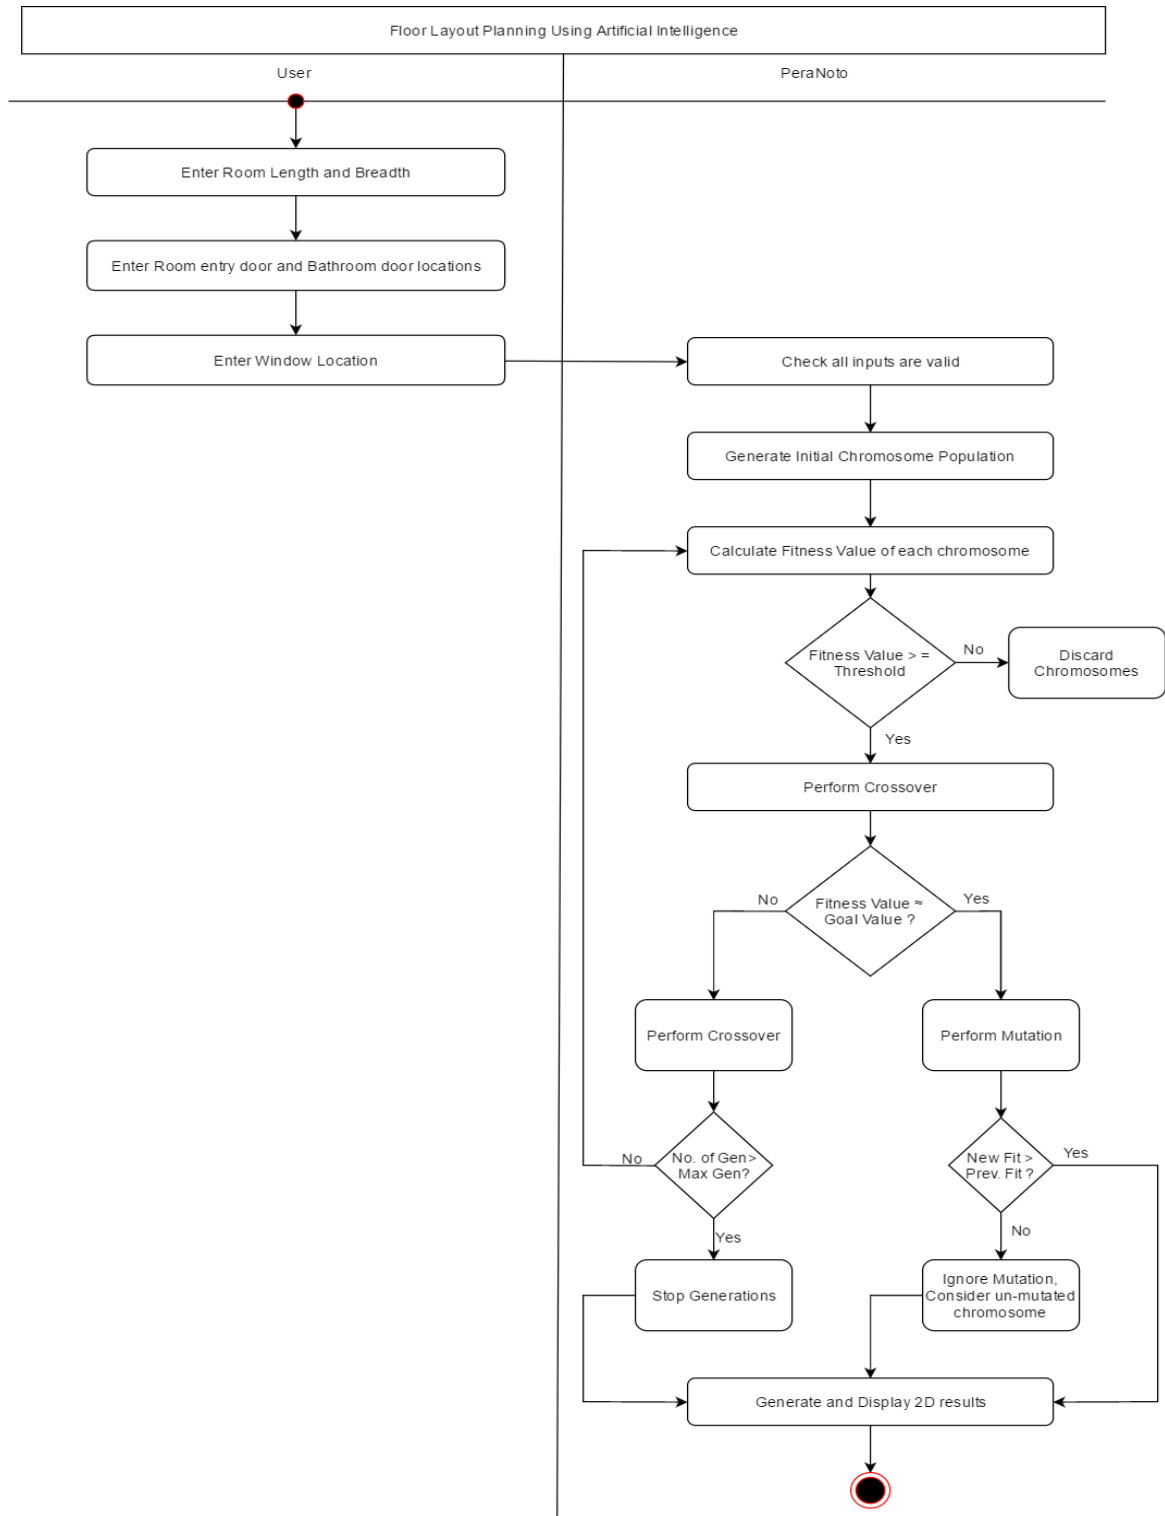 Floor Layout Planning Using Artificial Intelligence
User
PeraNoto
Enter Room Length and Breadth
Enter Room entry door and Bathroom door locations
Enter Window Location
Check all inputs are valid
Generate Initial Chromosome Population
Calculate Fitness Value of each chromosome
Fitness Value > =
Threshold
No
Discard
Chromosomes
Yes
Perform Crossover
No
Fitness Value ≈
Goal Value ?
Yes
Perform Crossover
Perform Mutation
No
No. of Gen>
Max Gen?
New Fit >
Prev. Fit ?
Yes
Yes
No
Stop Generations
Ignore Mutation,
Consider un-mutated
chromosome
Generate and Display 2D results